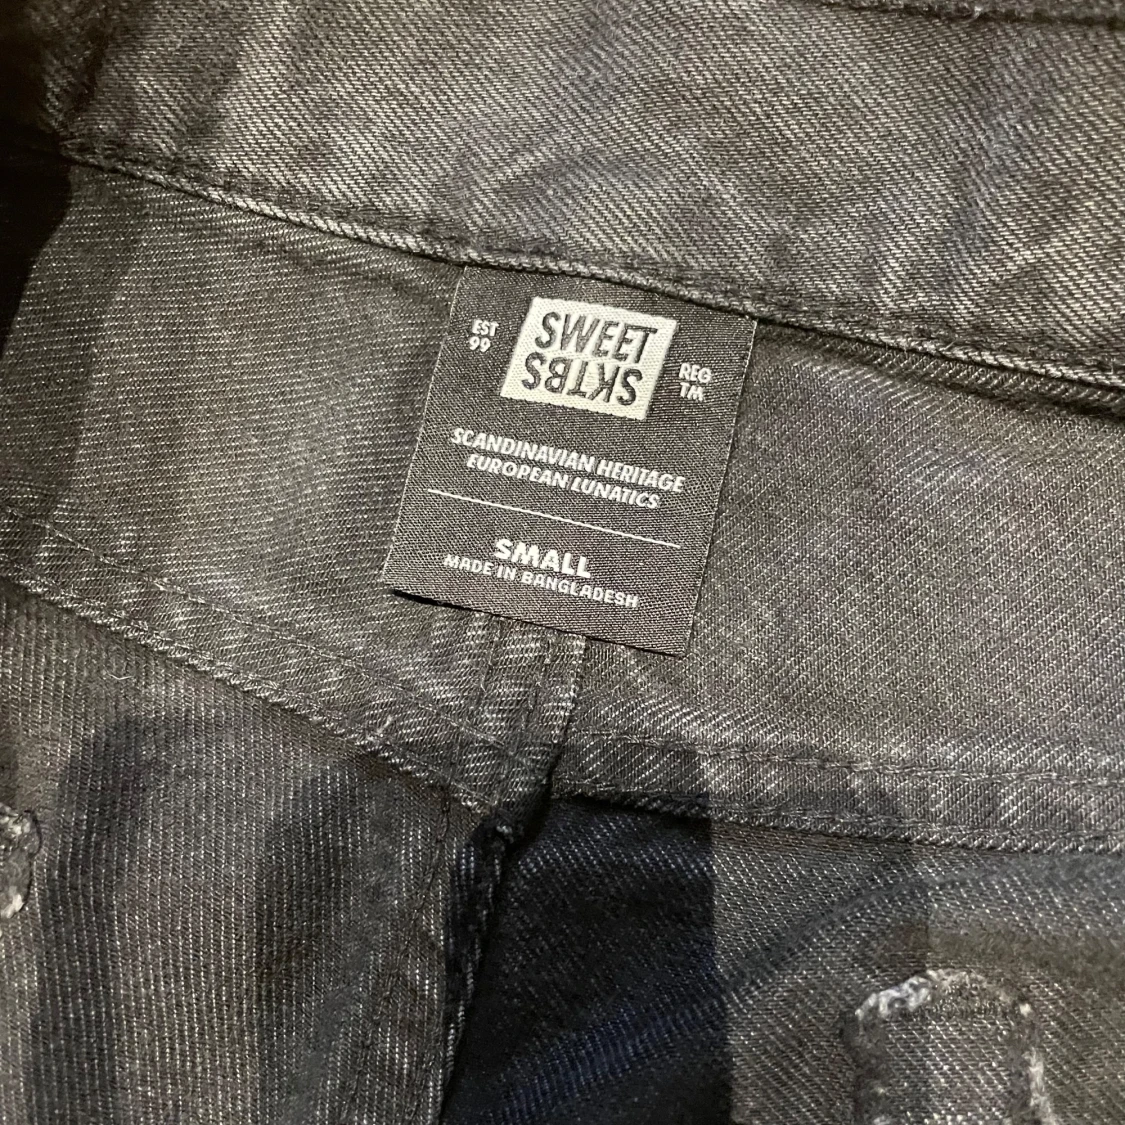 EST
99
SWEET
SKTBS
REG
TM
SCANDINAVIAN HERITAGE
EUROPEAN LUNATICS
SMALL
MADE IN BANGLADESH